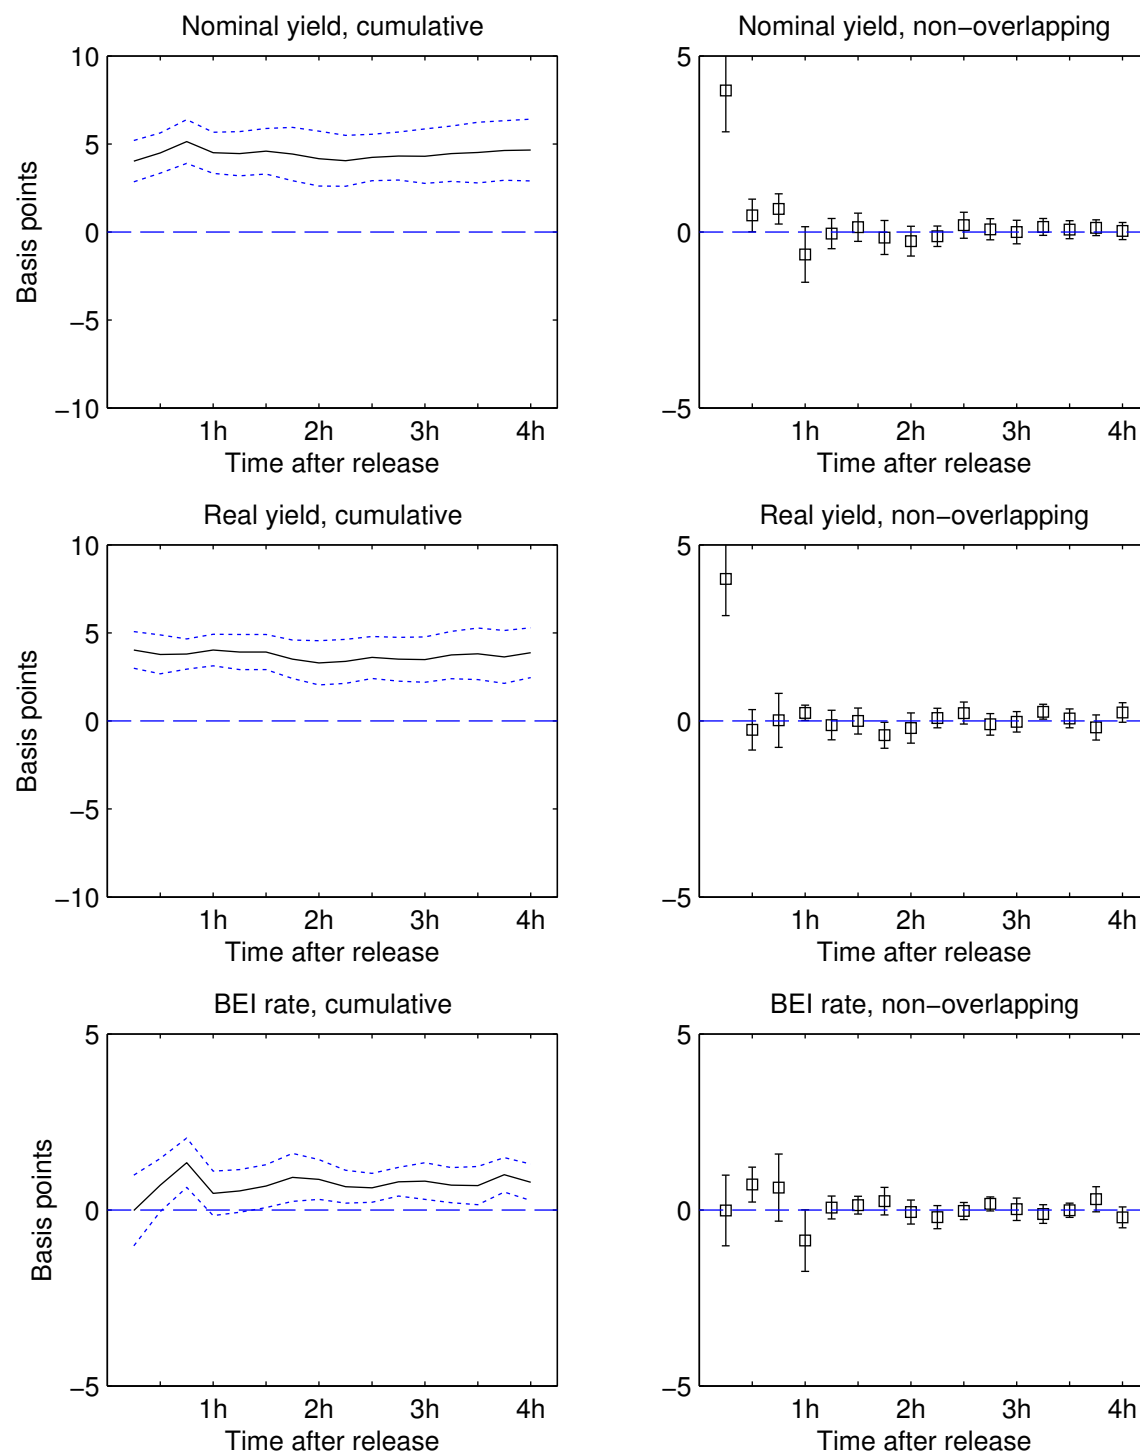 Nominal yield, cumulative
10
5
0
−5
−10
Basis points
1h 2h 3h 4h
Time after release
Nominal yield, non−overlapping
5
0
−5
1h 2h 3h 4h
Time after release
Real yield, cumulative
10
5
0
−5
−10
Basis points
1h 2h 3h 4h
Time after release
Real yield, non−overlapping
5
0
−5
1h 2h 3h 4h
Time after release
BEI rate, cumulative
5
0
−5
Basis points
1h 2h 3h 4h
Time after release
BEI rate, non−overlapping
5
0
−5
1h 2h 3h 4h
Time after release